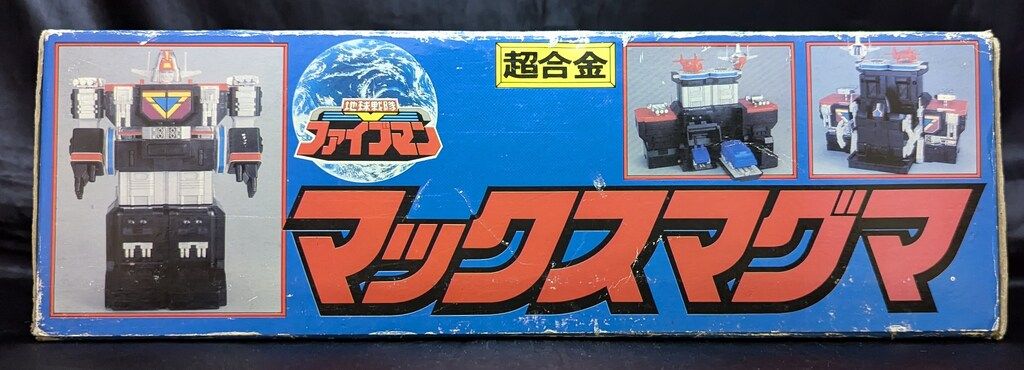 地球戦隊
ファイブマン
超合金
マックスマグマ